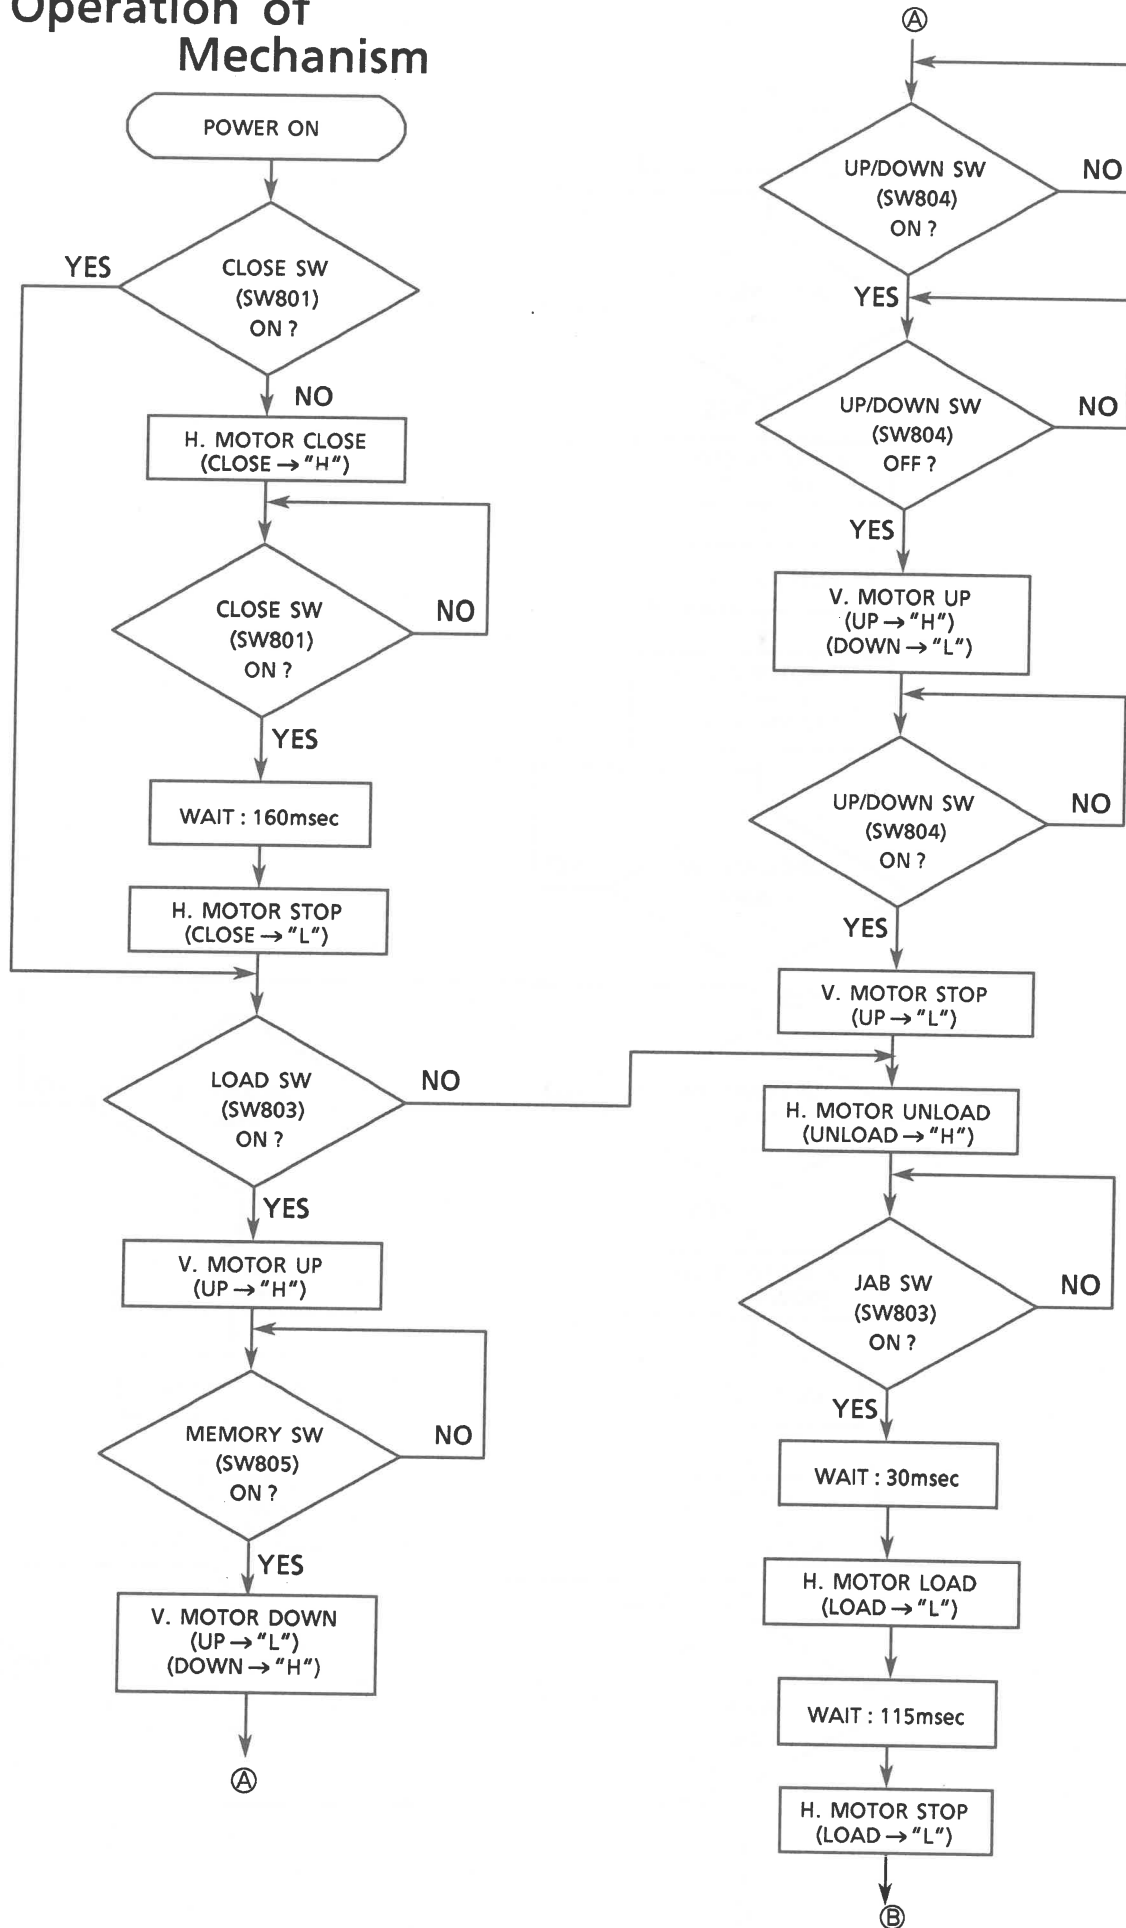 Operation of
Mechanism
POWER ON
CLOSE SW
(SW801)
ON ?
YES
NO
H. MOTOR CLOSE
(CLOSE → "H")
CLOSE SW
(SW801)
ON ?
NO
YES
WAIT : 160msec
H. MOTOR STOP
(CLOSE → "L")
LOAD SW
(SW803)
ON ?
NO
YES
V. MOTOR UP
(UP → "H")
MEMORY SW
(SW805)
ON ?
NO
YES
V. MOTOR DOWN
(UP → "L")
(DOWN → "H")
Ⓐ
Ⓐ
UP/DOWN SW
(SW804)
ON ?
NO
YES
UP/DOWN SW
(SW804)
OFF ?
NO
YES
V. MOTOR UP
(UP → "H")
(DOWN → "L")
UP/DOWN SW
(SW804)
ON ?
NO
YES
V. MOTOR STOP
(UP → "L")
H. MOTOR UNLOAD
(UNLOAD → "H")
JAB SW
(SW803)
ON ?
NO
YES
WAIT : 30msec
H. MOTOR LOAD
(LOAD → "L")
WAIT : 115msec
H. MOTOR STOP
(LOAD → "L")
Ⓑ